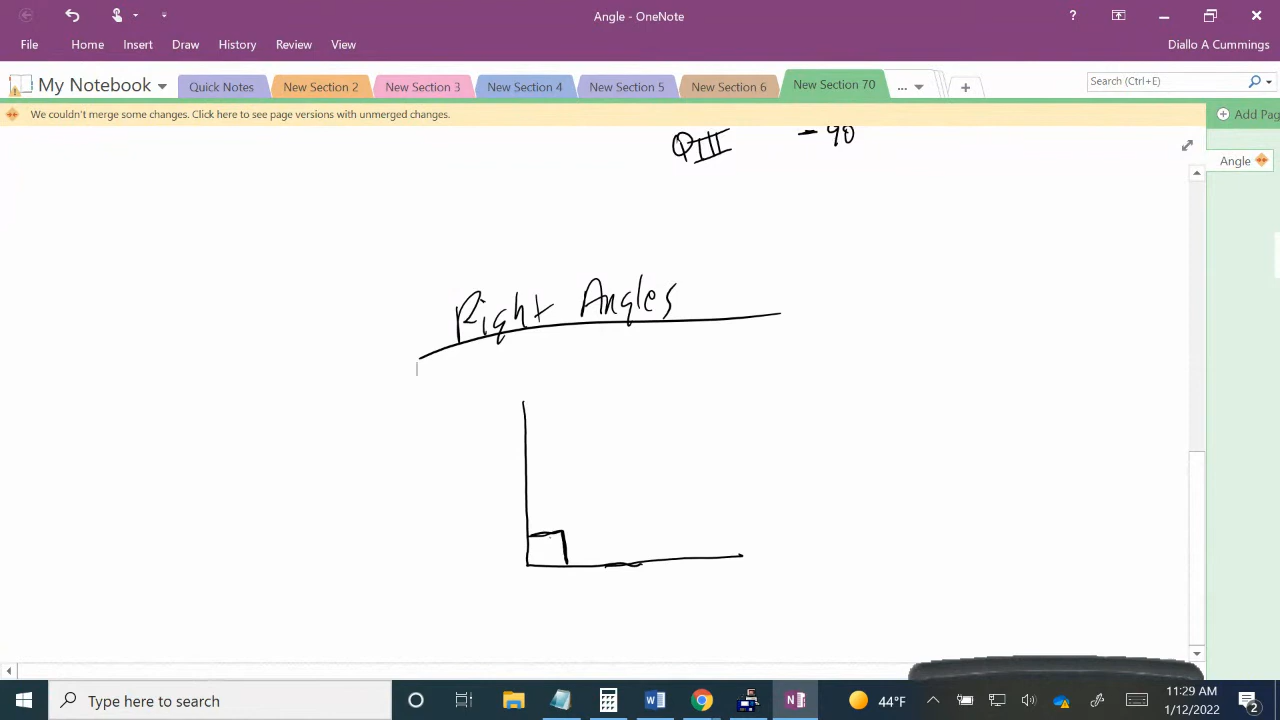 Angle - OneNote
?
File Home Insert Draw History Review View
Diallo A Cummings
My Notebook
Quick Notes
New Section 2
New Section 3
New Section 4
New Section 5
New Section 6
New Section 70
...
+
Search (Ctrl+E)
We couldn't merge some changes. Click here to see page versions with unmerged changes.
Add Pag
Angle
QIII
- 90
Right Angles
Type here to search
44°F
11:29 AM
1/12/2022
2